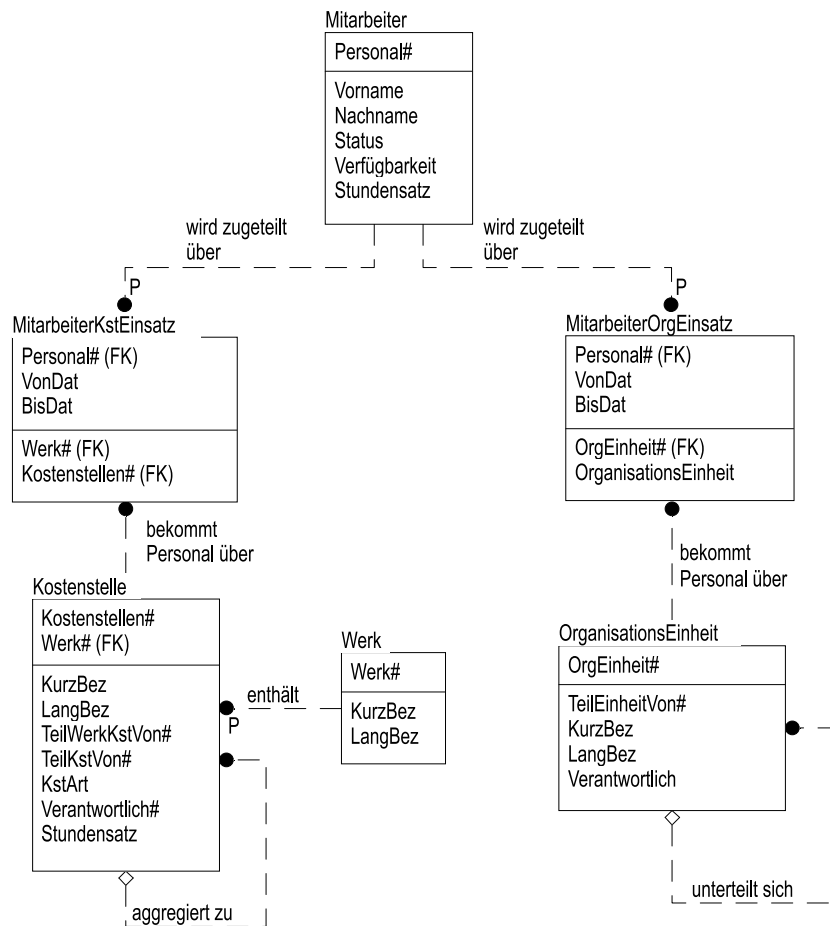 Mitarbeiter
Personal#
Vorname
Nachname
Status
Verfügbarkeit
Stundensatz
wird zugeteilt
über
wird zugeteilt
über
P
P
MitarbeiterKstEinsatz
Personal# (FK)
VonDat
BisDat
Werk# (FK)
Kostenstellen# (FK)
MitarbeiterOrgEinsatz
Personal# (FK)
VonDat
BisDat
OrgEinheit# (FK)
OrganisationsEinheit
bekommt
Personal über
bekommt
Personal über
Kostenstelle
Kostenstellen#
Werk# (FK)
KurzBez
LangBez
TeilWerkKstVon#
TeilKstVon#
KstArt
Verantwortlich#
Stundensatz
enthält
P
Werk
Werk#
KurzBez
LangBez
OrganisationsEinheit
OrgEinheit#
TeilEinheitVon#
KurzBez
LangBez
Verantwortlich
aggregiert zu
unterteilt sich